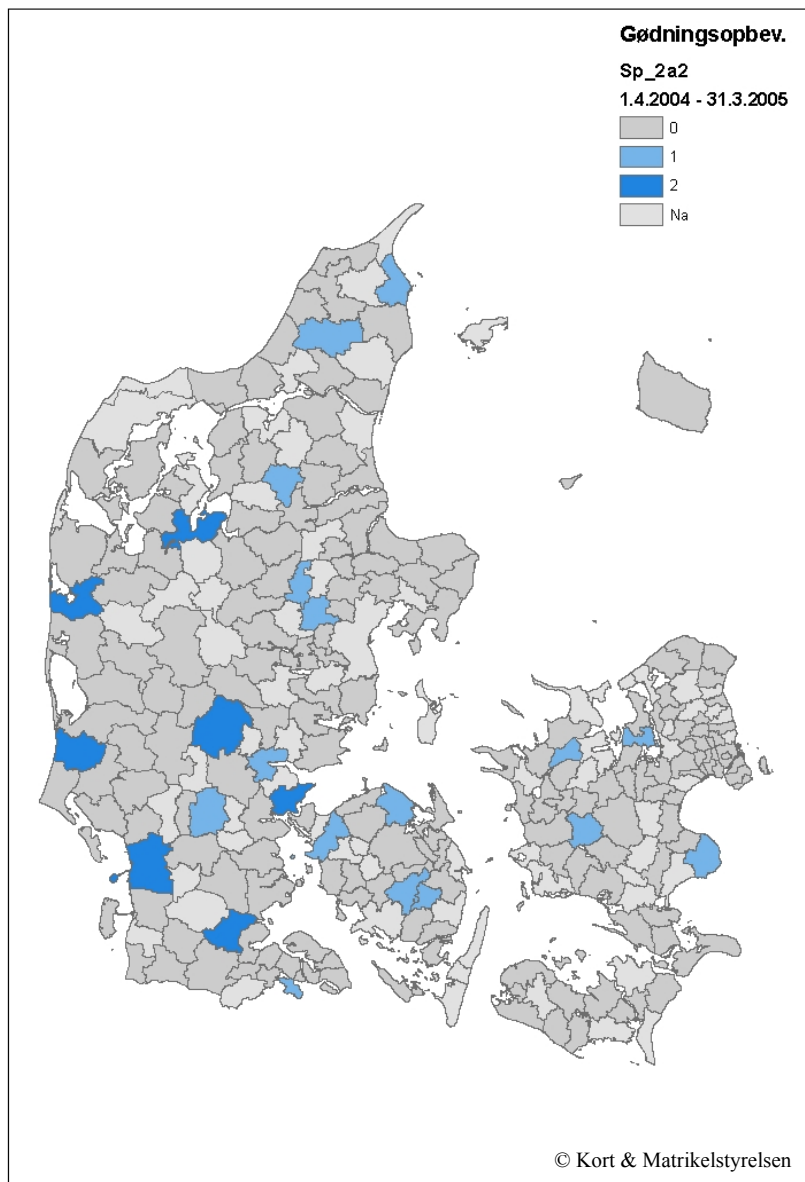 Gødningsopbev.
Sp_2a2
1.4.2004 - 31.3.2005
0
1
2
Na
© Kort & Matrikelstyrelsen